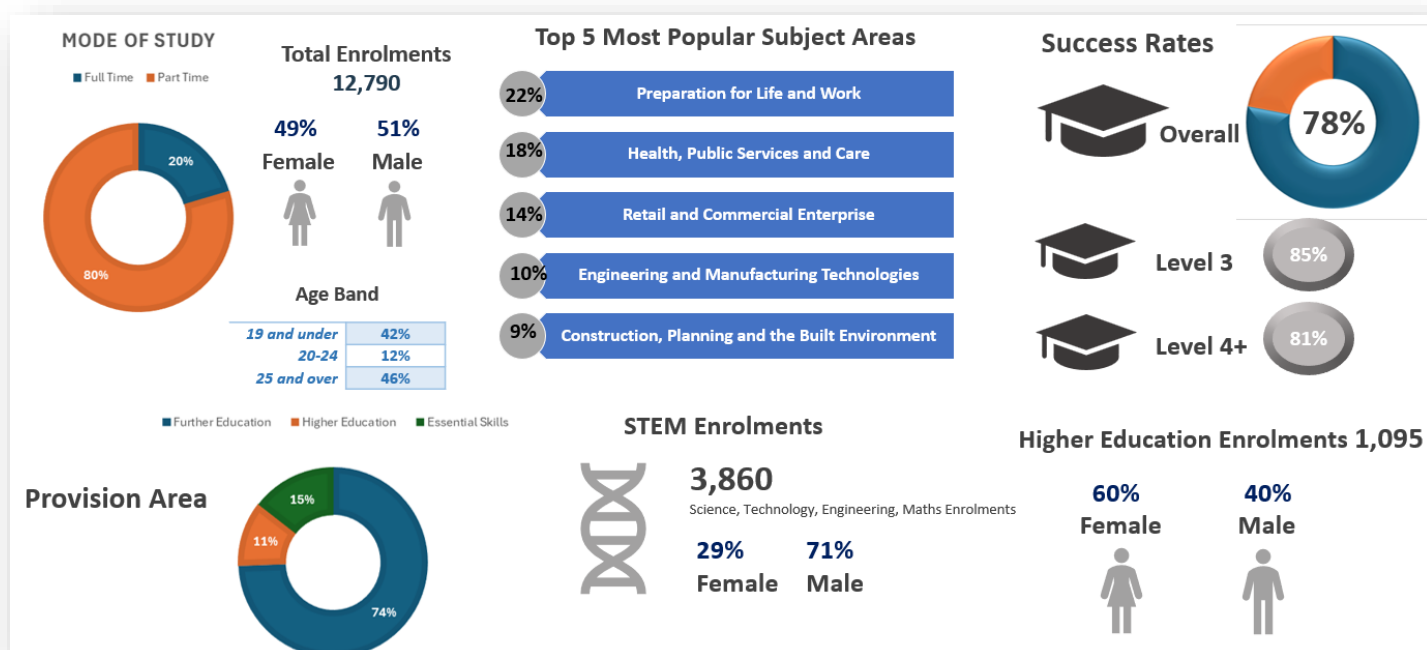 MODE OF STUDY
Full Time Part Time
20%
80%
Total Enrolments
12,790
49% 51%
Female Male
Age Band
19 and under 42%
20-24 12%
25 and over 46%
Top 5 Most Popular Subject Areas
22% Preparation for Life and Work
18% Health, Public Services and Care
14% Retail and Commercial Enterprise
10% Engineering and Manufacturing Technologies
9% Construction, Planning and the Built Environment
Success Rates
Overall 78%
Level 3 85%
Level 4+ 81%
Further Education Higher Education Essential Skills
Provision Area
15%
11%
74%
STEM Enrolments
3,860
Science, Technology, Engineering, Maths Enrolments
29% 71%
Female Male
Higher Education Enrolments 1,095
60% 40%
Female Male